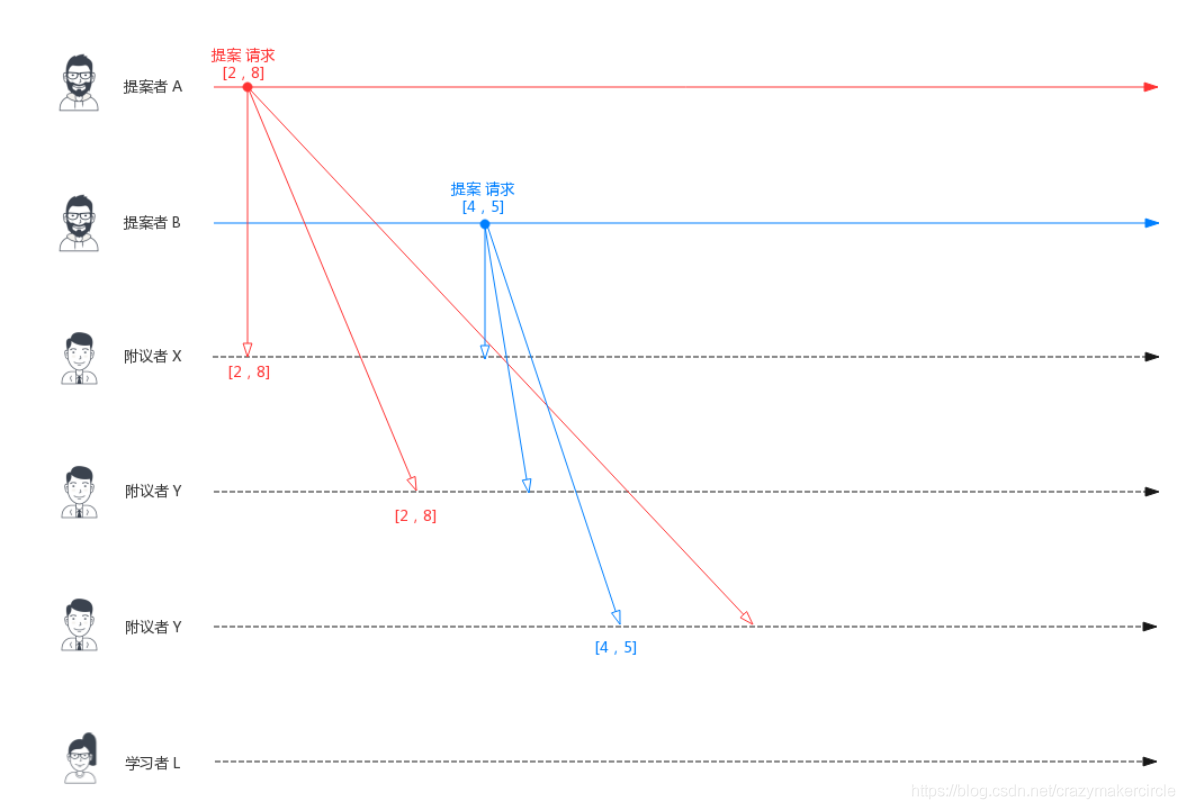 提案 请求
[2 , 8]
提案者 A
提案 请求
[4 , 5]
提案者 B
附议者 X
[2 , 8]
附议者 Y
[2 , 8]
附议者 Y
[4 , 5]
学习者 L
https://blog.csdn.net/crazymakercircle